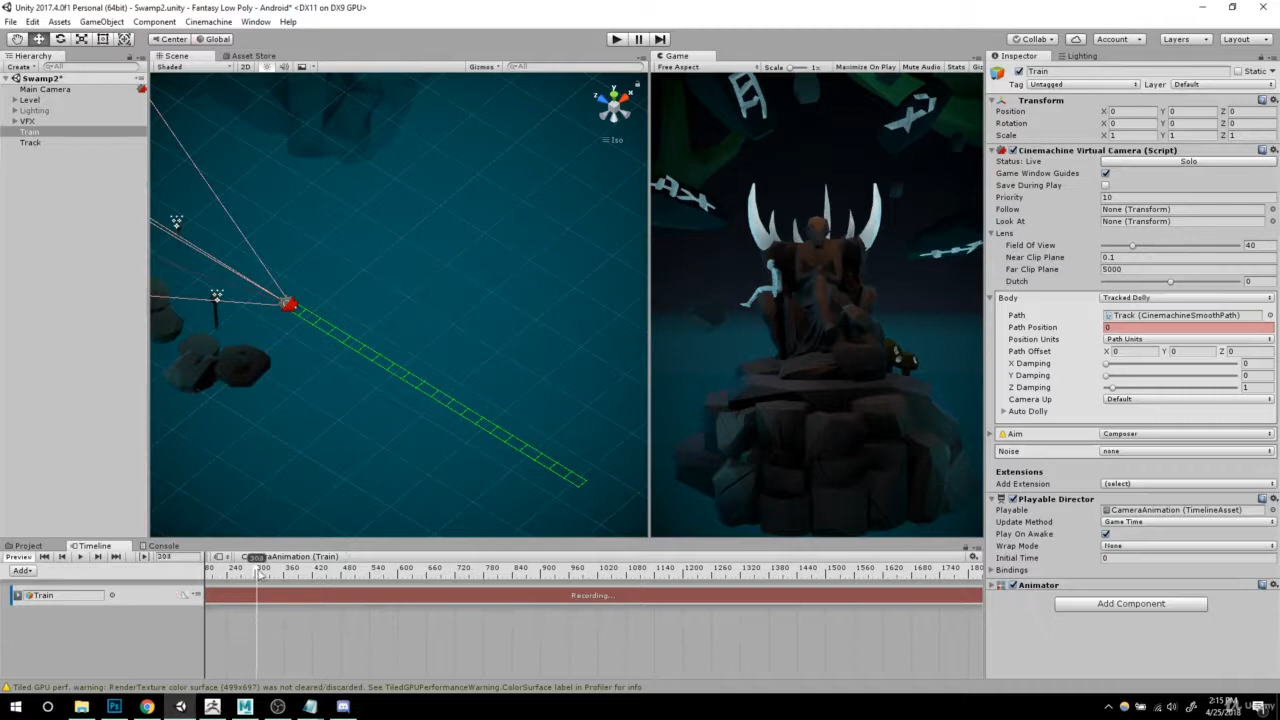 Unity 2017.4.0f1 Personal (64bit) - Swamp2.unity - Fantasy Low Poly - Android* <DX11 on DX9 GPU>
File Edit Assets GameObject Component Cinemachine Window Help
Center Global Collab Account Layers Layout
Hierarchy Scene Asset Store Game Inspector Lighting
Create All Shaded 2D Gizmos All Free Aspect Scale 1x Maximize On Play Mute Audio Stats Giz
Swamp2*
Main Camera
Level
Lighting
VFX
Train
Track
y
x
z
Iso
Train Static
Tag Untagged Layer Default
Transform
Position X 0 Y 0 Z 0
Rotation X 0 Y 0 Z 0
Scale X 1 Y 1 Z 1
Cinemachine Virtual Camera (Script)
Status: Live Solo
Game Window Guides
Save During Play
Priority 10
Follow None (Transform)
Look At None (Transform)
Lens
Field Of View 40
Near Clip Plane 0.1
Far Clip Plane 5000
Dutch 0
Body Tracked Dolly
Path Track (CinemachineSmoothPath)
Path Position 0
Position Units Path Units
Path Offset X 0 Y 0 Z 0
X Damping 0
Y Damping 0
Z Damping 1
Camera Up Default
Auto Dolly
Aim Composer
Noise none
Extensions
Add Extension (select)
Playable Director
Playable CameraAnimation (TimelineAsset)
Update Method Game Time
Play On Awake
Wrap Mode None
Initial Time 0
Bindings
Animator
Add Component
Project Timeline Console
Preview 308
308
Animation (Train)
Add
80 240 300 360 420 480 540 600 660 720 780 840 900 960 1020 1080 1140 1200 1260 1320 1380 1440 1500 1560 1620 1680 1740 180
Train Recording...
Tiled GPU perf. warning: RenderTexture color surface (499x697) was not cleared/discarded. See TiledGPUPerformanceWarning.ColorSurface label in Profiler for info
2:15 PM
4/25/2018
Udemy